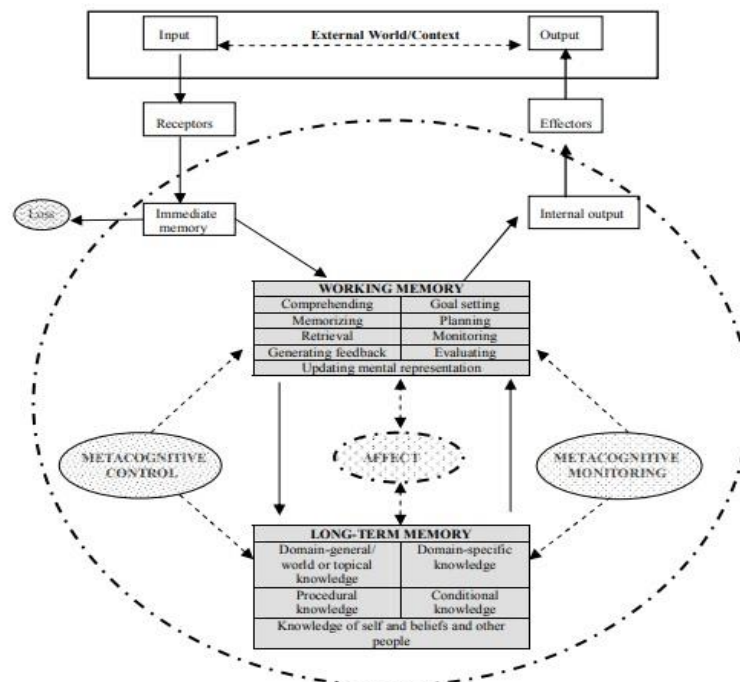 Input
External World/Context
Output
Receptors
Effectors
Loss
Immediate
memory
Internal output
WORKING MEMORY
Comprehending
Goal setting
Memorizing
Planning
Retrieval
Monitoring
Generating feedback
Evaluating
Updating mental representation
METACOGNITIVE
CONTROL
AFFECT
METACOGNITIVE
MONITORING
LONG-TERM MEMORY
Domain-general/
world or topical
knowledge
Domain-specific
knowledge
Procedural
knowledge
Conditional
knowledge
Knowledge of self and beliefs and other
people